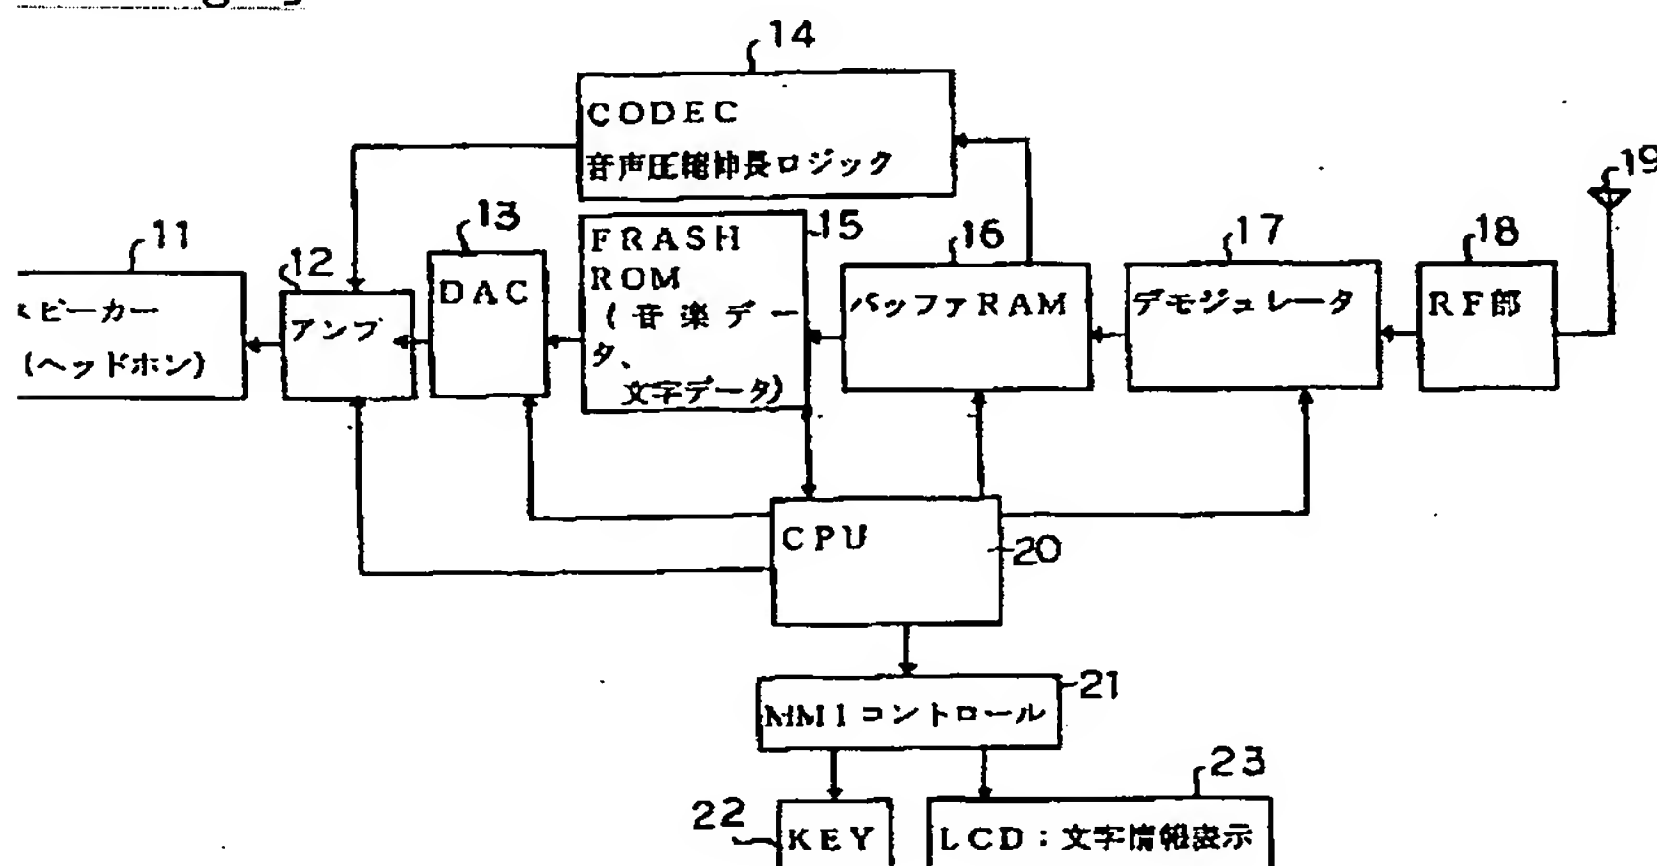 14
CODEC
音声圧縮伸長ロジック
19
11
スピーカー
(ヘッドホン)
12
アンプ
13
DAC
15
FRASH
ROM
(音楽デー
タ、
文字データ)
16
バッファRAM
17
デモジュレータ
18
RF部
CPU
20
21
MMIコントロール
22
KEY
23
LCD:文字情報表示